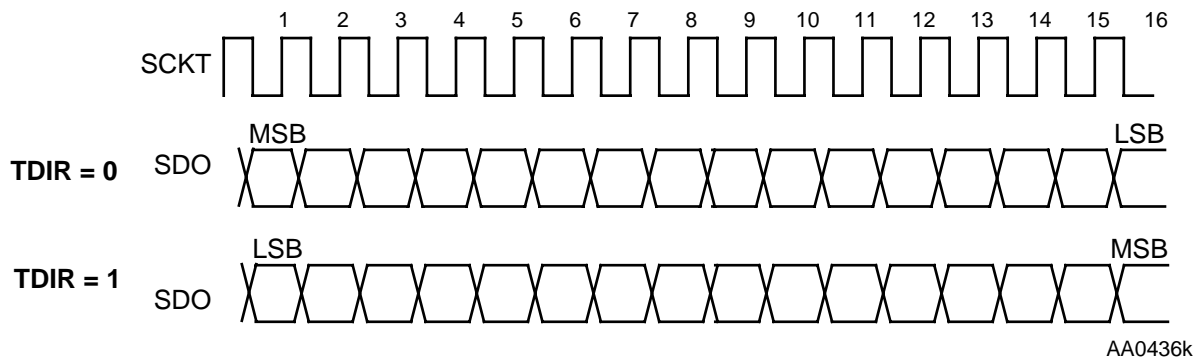 1 2 3 4 5 6 7 8 9 10 11 12 13 14 15 16
SCKT
MSB LSB
TDIR = 0 SDO
LSB MSB
TDIR = 1 SDO
AA0436k